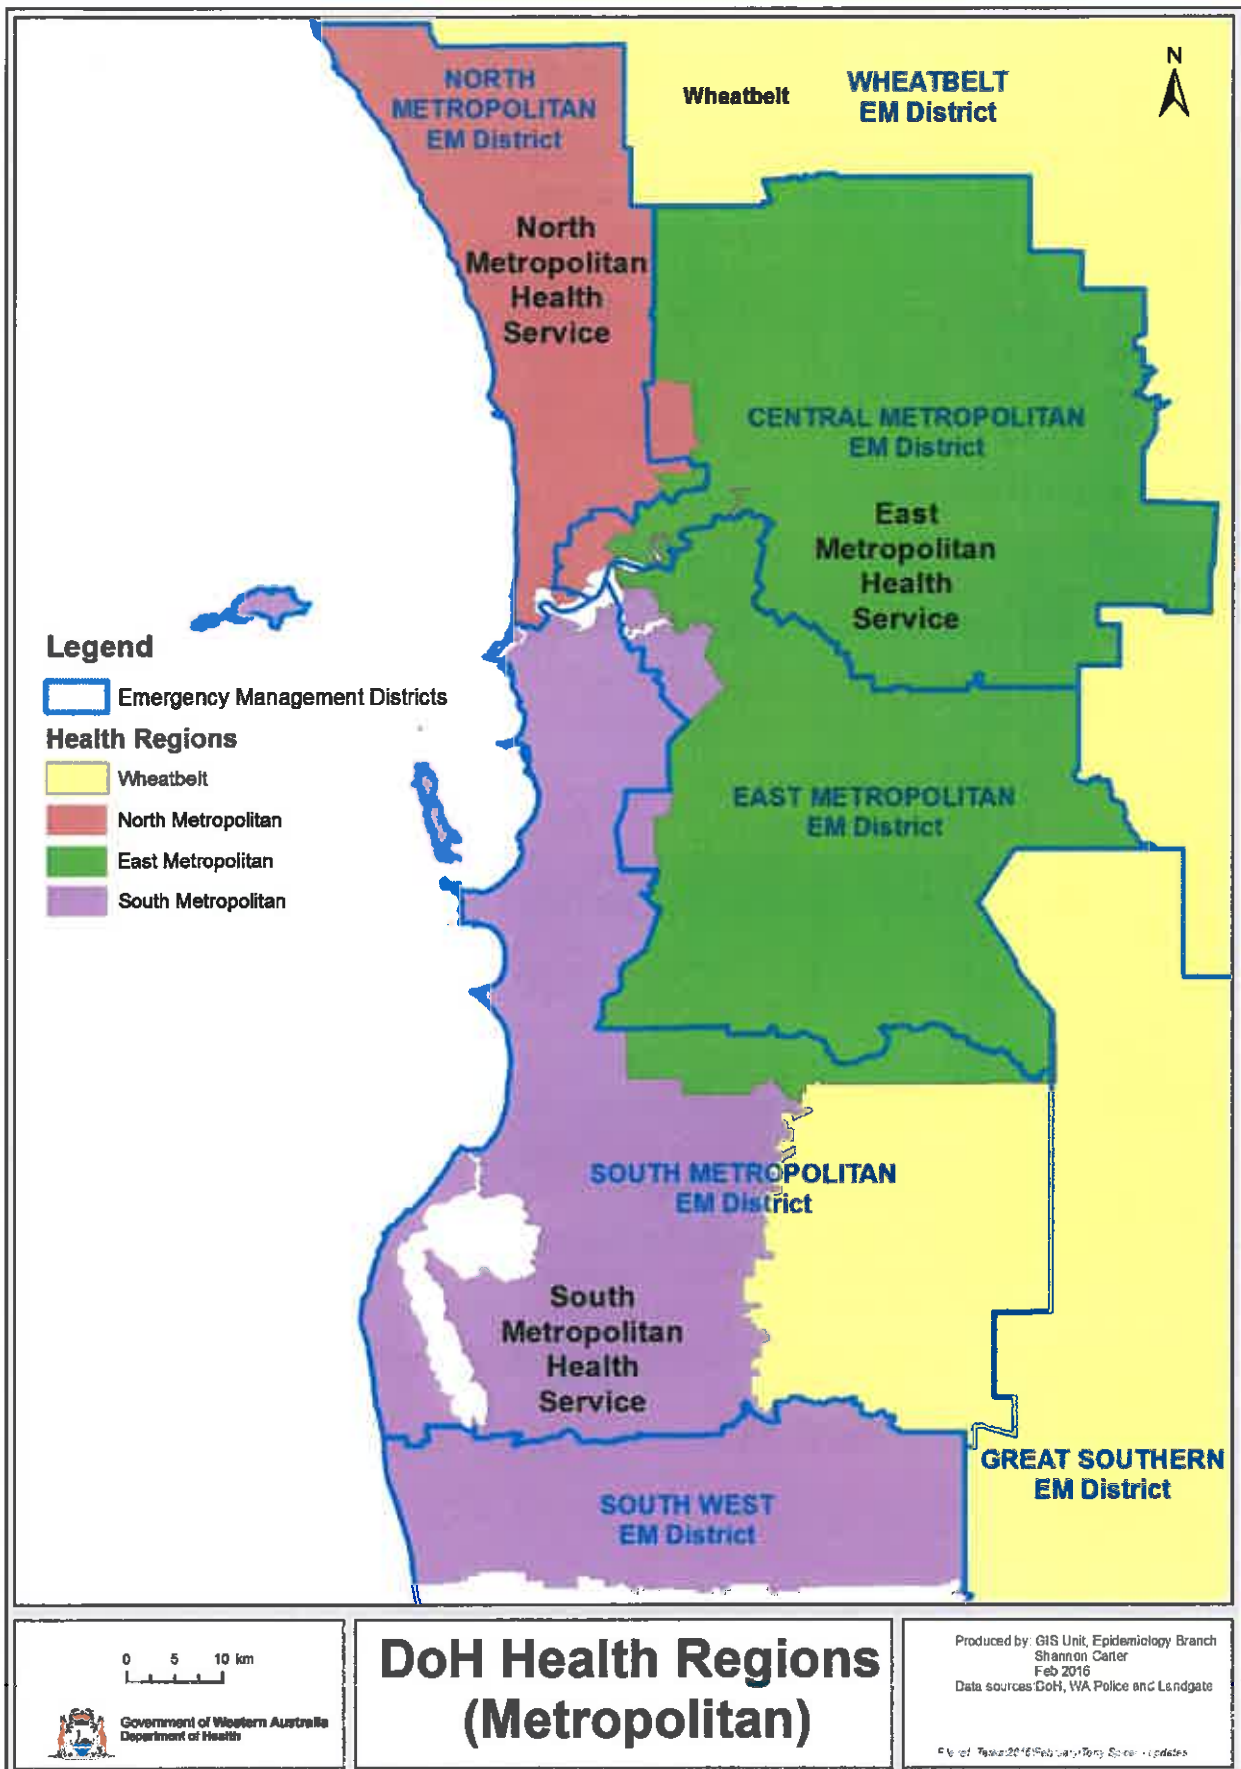 N
NORTH
METROPOLITAN
EM District
Wheatbelt
WHEATBELT
EM District
North
Metropolitan
Health
Service
CENTRAL METROPOLITAN
EM District
East
Metropolitan
Health
Service
Legend
Emergency Management Districts
Health Regions
Wheatbelt
North Metropolitan
East Metropolitan
South Metropolitan
EAST METROPOLITAN
EM District
SOUTH METROPOLITAN
EM District
South
Metropolitan
Health
Service
GREAT SOUTHERN
EM District
SOUTH WEST
EM District
0 5 10 km
Government of Western Australia
Department of Health
DoH Health Regions
(Metropolitan)
Produced by: GIS Unit, Epidemiology Branch
Shannon Carter
Feb 2016
Data sources: DoH, WA Police and Landgate